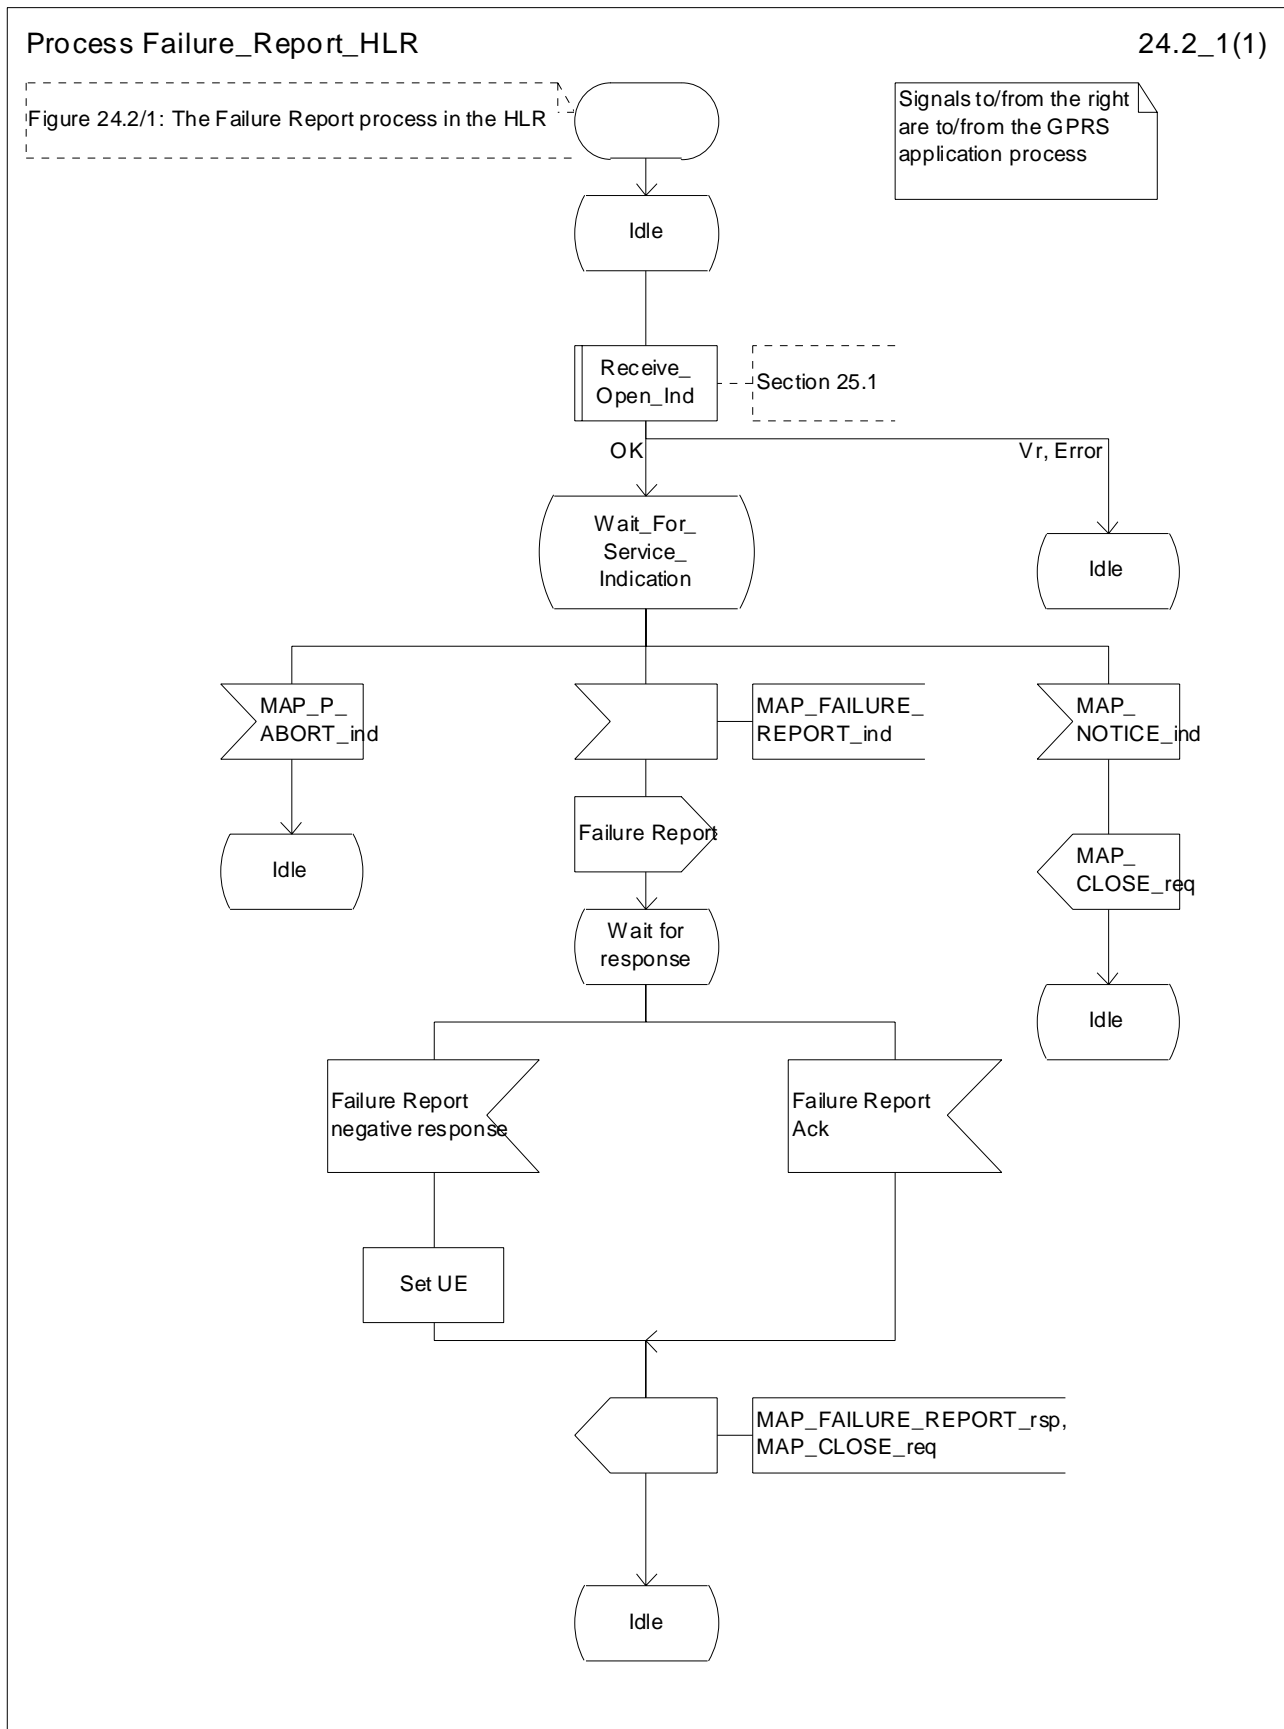 Process Failure_Report_HLR
24.2_1(1)
Figure 24.2/1: The Failure Report process in the HLR
Signals to/from the right
are to/from the GPRS
application process
Idle
Receive_
Open_Ind
Section 25.1
OK
Vr, Error
Wait_For_
Service_
Indication
Idle
MAP_P_
ABORT_ind
MAP_FAILURE_
REPORT_ind
MAP_
NOTICE_ind
Failure Report
Idle
MAP_
CLOSE_req
Wait for
response
Idle
Failure Report
negative response
Failure Report
Ack
Set UE
MAP_FAILURE_REPORT_rsp,
MAP_CLOSE_req
Idle